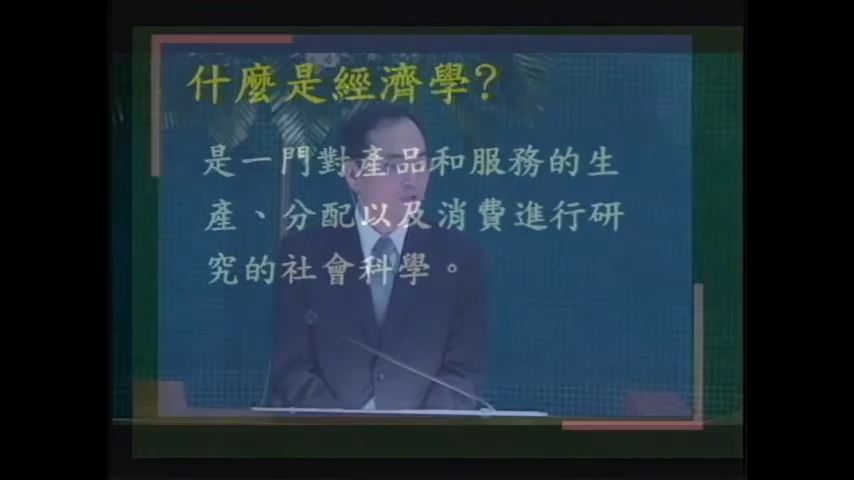 什麼是經濟學?
是一門對產品和服務的生
產、分配以及消費進行研
究的社會科學。